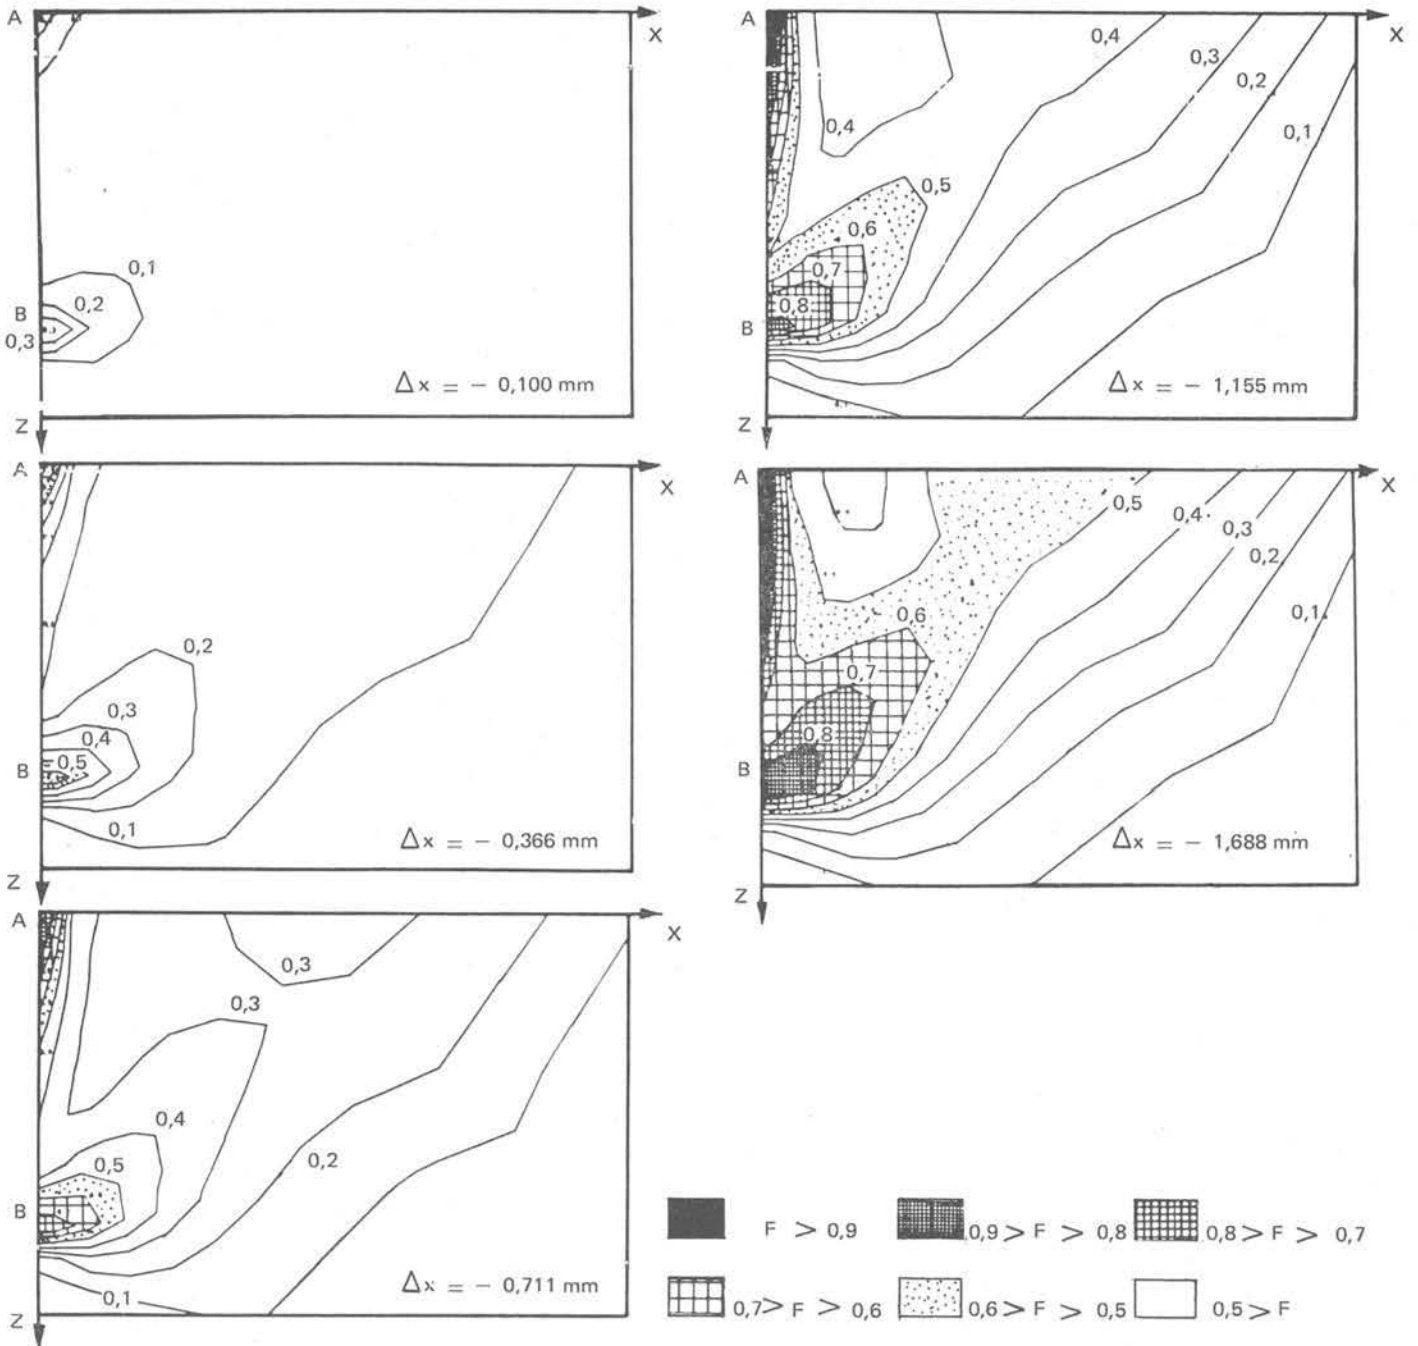 A
X
0,1
0,2
B
0,3
Δx = − 0,100 mm
Z
A
X
0,4
0,3
0,2
0,1
0,4
0,5
0,6
0,7
0,8
B
Δx = − 1,155 mm
Z
A
X
0,2
0,3
0,4
0,5
B
0,1
Δx = − 0,366 mm
Z
A
X
0,5
0,4
0,3
0,2
0,1
0,6
0,7
0,8
B
Δx = − 1,688 mm
Z
A
X
0,3
0,3
0,4
0,5
0,2
B
0,1
Δx = − 0,711 mm
Z
F > 0,9
0,9 > F > 0,8
0,8 > F > 0,7
0,7 > F > 0,6
0,6 > F > 0,5
0,5 > F